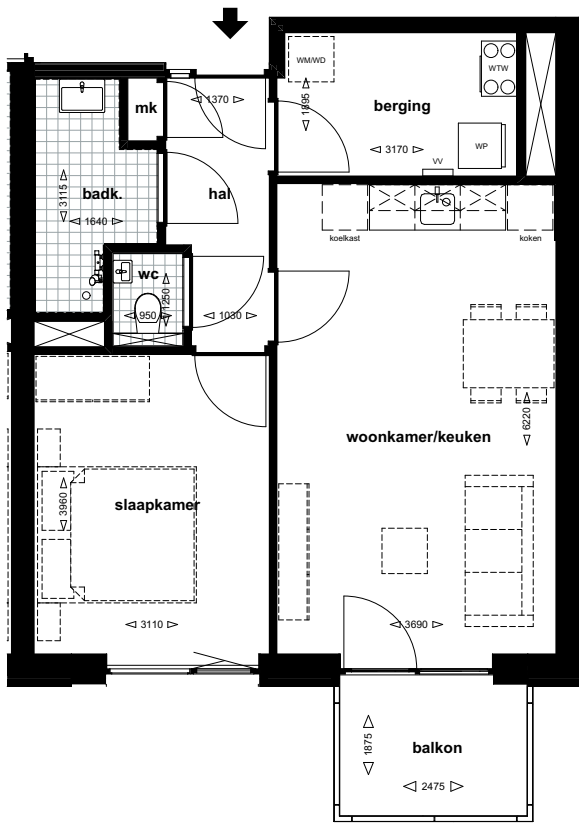 WM/WD
WTW
mk
1370
1895
berging
3170
WP
VV
3115
badk.
1640
hal
koelkast
koken
wc
1250
950
1030
6220
woonkamer/keuken
3960
slaapkamer
3110
3690
1875
balkon
2475